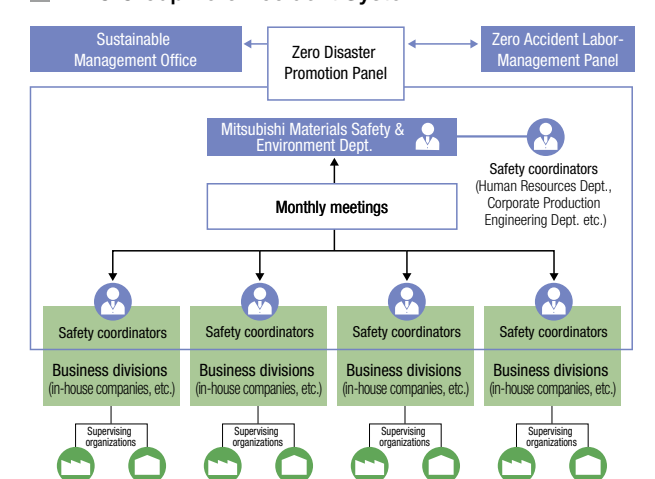 Sustainable
Management Office
Zero Disaster
Promotion Panel
Zero Accident Labor-
Management Panel
Mitsubishi Materials Safety &
Environment Dept.
Safety coordinators
(Human Resources Dept.,
Corporate Production
Engineering Dept. etc.)
Monthly meetings
Safety coordinators
Safety coordinators
Safety coordinators
Safety coordinators
Business divisions
(in-house companies, etc.)
Business divisions
(in-house companies, etc.)
Business divisions
(in-house companies, etc.)
Business divisions
(in-house companies, etc.)
Supervising
organizations
Supervising
organizations
Supervising
organizations
Supervising
organizations